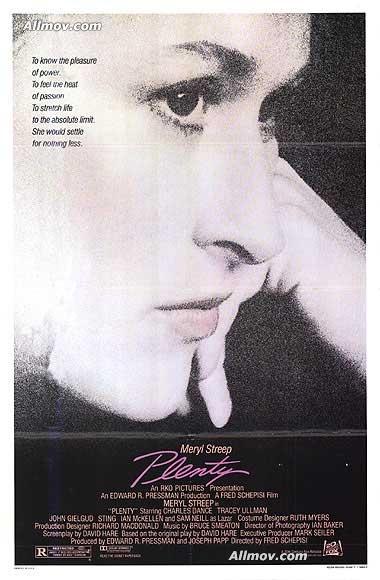 Allmov.com
To know the pleasure
of power.
To feel the heat
of passion.
To stretch life
to the absolute limit.
She would settle
for nothing less.
Meryl Streep
Plenty
An RKO PICTURES Presentation
An EDWARD R. PRESSMAN Production A FRED SCHEPISI Film
MERYL STREEP in
"PLENTY" Starring CHARLES DANCE TRACEY ULLMAN
JOHN GIELGUD STING IAN McKELLEN and SAM NEILL as Lazar Costume Designer RUTH MYERS
Production Designer RICHARD MACDONALD Music by BRUCE SMEATON Director of Photography IAN BAKER
Screenplay by DAVID HARE Based on the original play by DAVID HARE Executive Producer MARK SEILER
Produced by EDWARD R. PRESSMAN and JOSEPH PAPP Directed by FRED SCHEPISI
R RESTRICTED
DOLBY STEREO
FOX
Allmov.com